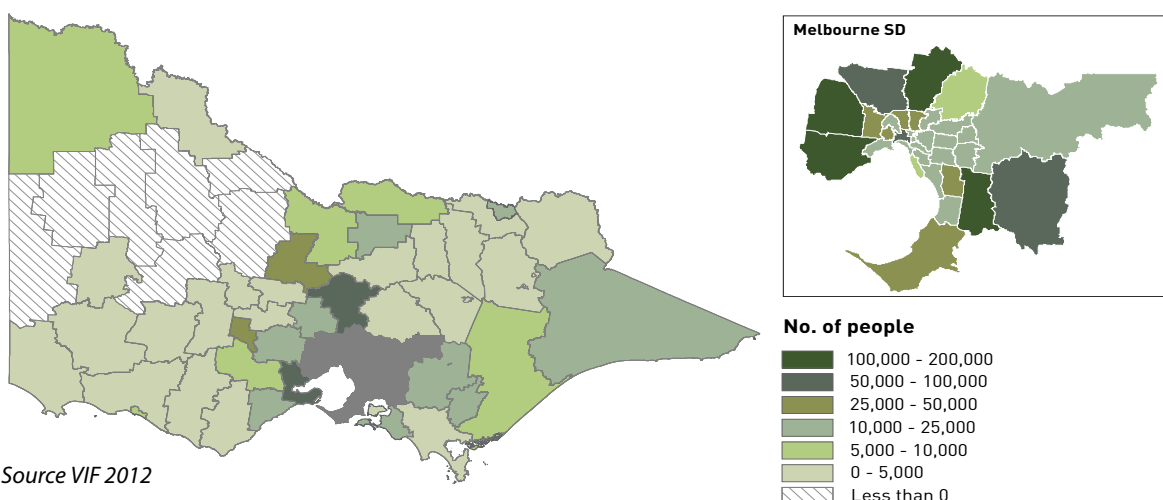 Melbourne SD
No. of people
100,000 - 200,000
50,000 - 100,000
25,000 - 50,000
10,000 - 25,000
5,000 - 10,000
0 - 5,000
Less than 0
Source VIF 2012